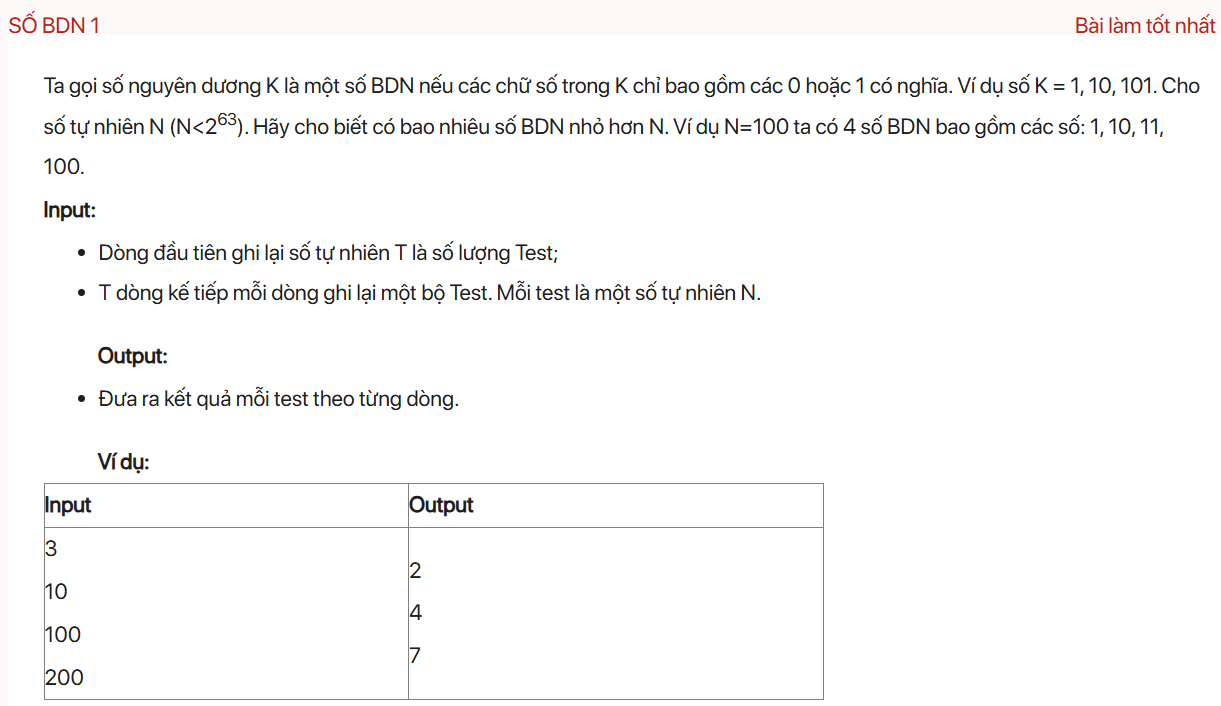 SỐ BDN 1
Bài làm tốt nhất
Ta gọi số nguyên dương K là một số BDN nếu các chữ số trong K chỉ bao gồm các 0 hoặc 1 có nghĩa. Ví dụ số K = 1, 10, 101. Cho
số tự nhiên N (N<2^63). Hãy cho biết có bao nhiêu số BDN nhỏ hơn N. Ví dụ N=100 ta có 4 số BDN bao gồm các số: 1, 10, 11,
100.
Input:
• Dòng đầu tiên ghi lại số tự nhiên T là số lượng Test;
• T dòng kế tiếp mỗi dòng ghi lại một bộ Test. Mỗi test là một số tự nhiên N.
Output:
• Đưa ra kết quả mỗi test theo từng dòng.
Ví dụ:
Input Output
3
10
100
200
2
4
7